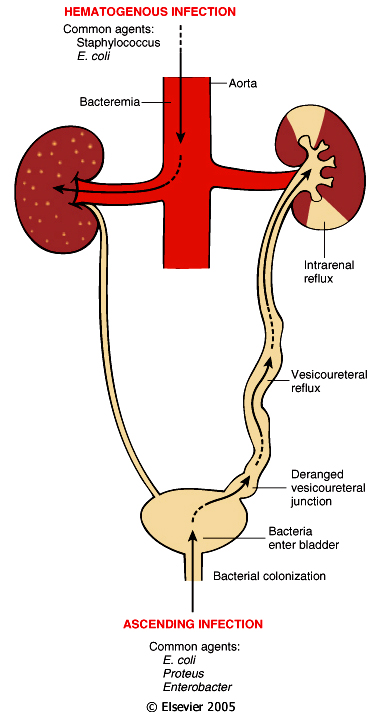 HEMATOGENOUS INFECTION
Common agents:
Staphylococcus
E. coli
Aorta
Bacteremia
Intrarenal
reflux
Vesicoureteral
reflux
Deranged
vesicoureteral
junction
Bacteria
enter bladder
Bacterial colonization
ASCENDING INFECTION
Common agents:
E. coli
Proteus
Enterobacter
© Elsevier 2005